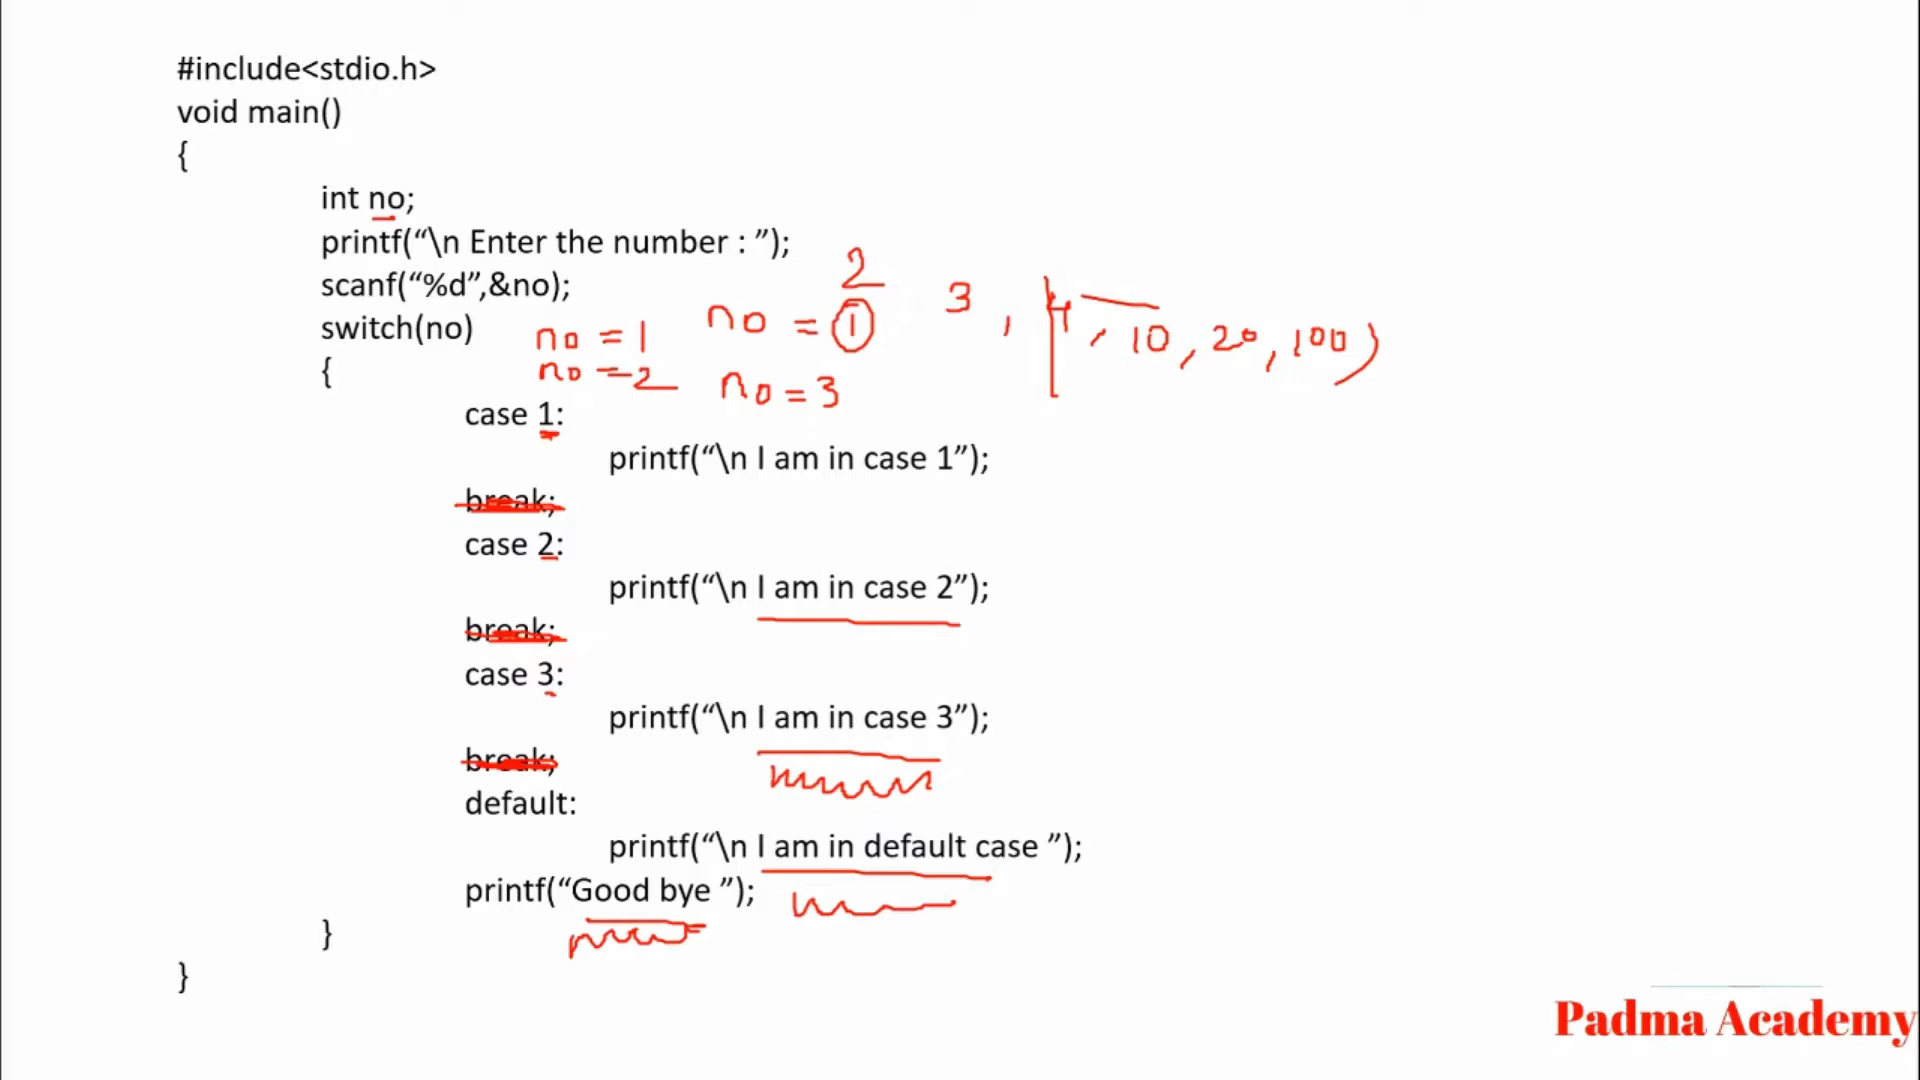 #include<stdio.h>
void main()
{
int no;
printf(“\n Enter the number : ”);
scanf(“%d”,&no);
switch(no)
no = 1
no = 2
no = 1
2
3 , 4 , 10 , 20 , 100)
no = 3
{
case 1:
printf(“\n I am in case 1”);
break;
case 2:
printf(“\n I am in case 2”);
break;
case 3:
printf(“\n I am in case 3”);
break;
default:
printf(“\n I am in default case ”);
printf(“Good bye ”);
}
}
Padma Academy